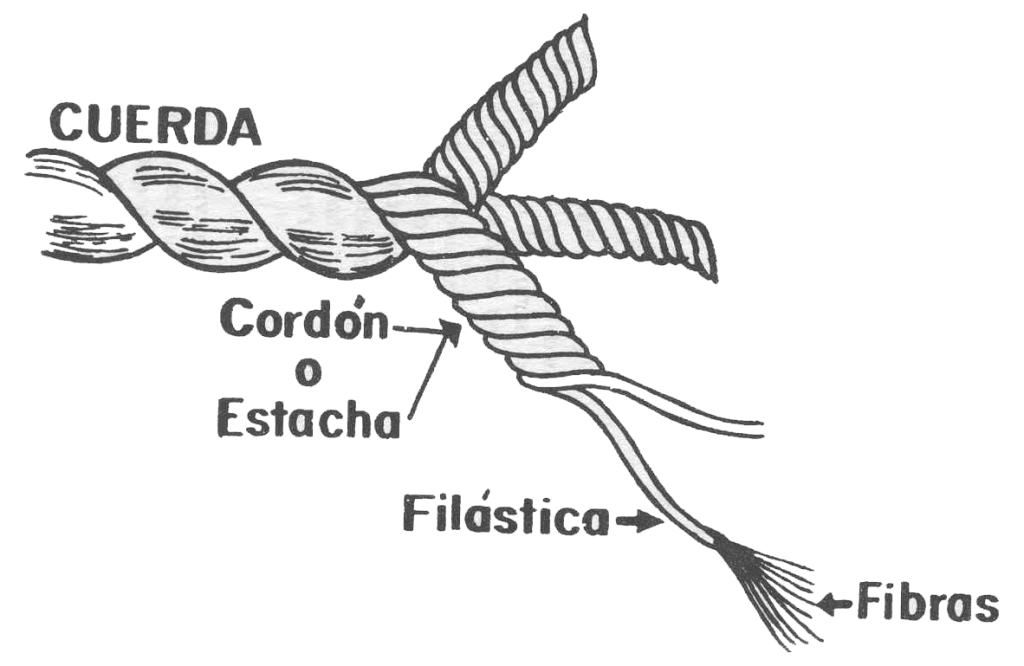 CUERDA
Cordón
o
Estacha
Filástica
Fibras